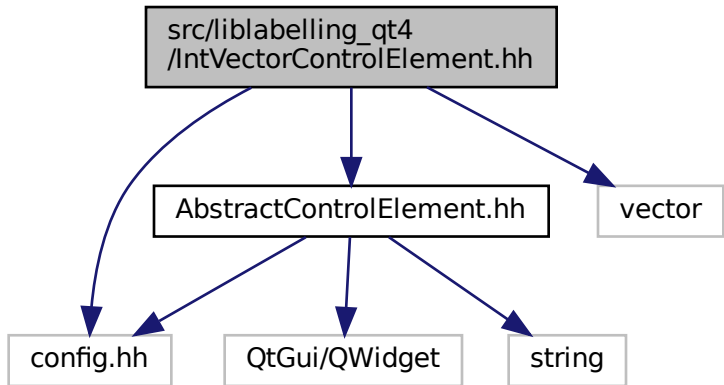 src/liblabelling_qt4
/IntVectorControlElement.hh
AbstractControlElement.hh
vector
config.hh
QtGui/QWidget
string